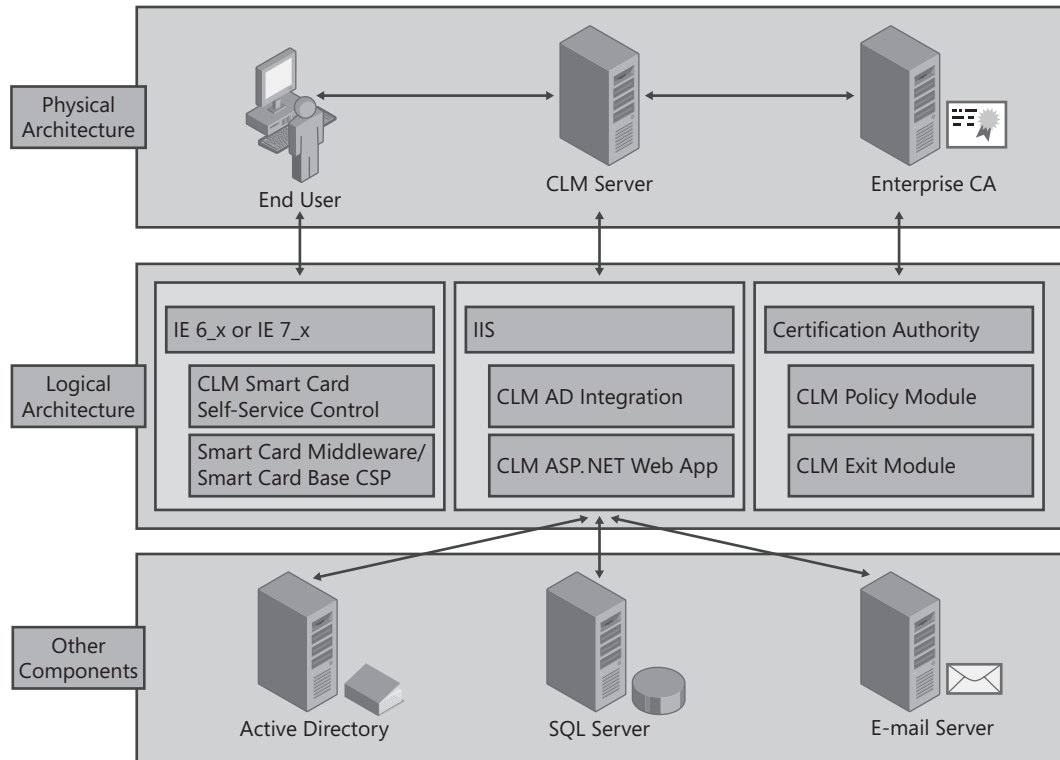 Physical
Architecture
End User
CLM Server
Enterprise CA
Logical
Architecture
IE 6_x or IE 7_x
CLM Smart Card
Self-Service Control
Smart Card Middleware/
Smart Card Base CSP
IIS
CLM AD Integration
CLM ASP.NET Web App
Certification Authority
CLM Policy Module
CLM Exit Module
Other
Components
Active Directory
SQL Server
E-mail Server